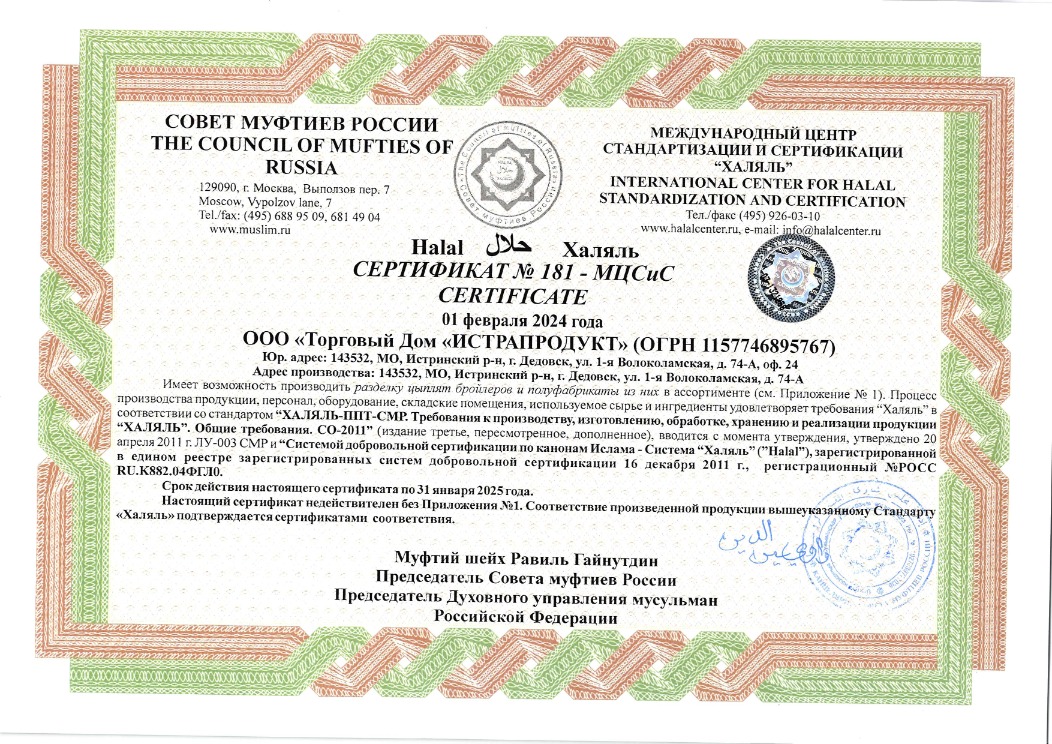 СОВЕТ МУФТИЕВ РОССИИ
THE COUNCIL OF MUFTIES OF
RUSSIA
129090, г. Москва, Выползов пер. 7
Moscow, Vypolzov lane, 7
Tel./fax: (495) 688 95 09, 681 49 04
www.muslim.ru
The Council of Mufties of Russia
Совет муфтиев России
МЕЖДУНАРОДНЫЙ ЦЕНТР
СТАНДАРТИЗАЦИИ И СЕРТИФИКАЦИИ
“ХАЛЯЛЬ”
INTERNATIONAL CENTER FOR HALAL
STANDARDIZATION AND CERTIFICATION
Тел./факс (495) 926-03-10
www.halalcenter.ru, e-mail: info@halalcenter.ru
Halal حلال Халяль
СЕРТИФИКАТ № 181 - МЦСиС
CERTIFICATE
01 февраля 2024 года
ООО «Торговый Дом «ИСТРАПРОДУКТ» (ОГРН 1157746895767)
Юр. адрес: 143532, МО, Истринский р-н, г. Дедовск, ул. 1-я Волоколамская, д. 74-А, оф. 24
Адрес производства: 143532, МО, Истринский р-н, г. Дедовск, ул. 1-я Волоколамская, д. 74-А
Имеет возможность производить разделку цыплят бройлеров и полуфабрикаты из них в ассортименте (см. Приложение № 1). Процесс
производства продукции, персонал, оборудование, складские помещения, используемое сырье и ингредиенты удовлетворяет требования “Халяль” в
соответствии со стандартом “ХАЛЯЛЬ-ППТ-СМР. Требования к производству, изготовлению, обработке, хранению и реализации продукции
“ХАЛЯЛЬ”. Общие требования. СО-2011” (издание третье, пересмотренное, дополненное), вводится с момента утверждения, утверждено 20
апреля 2011 г. ЛУ-003 СМР и “Системой добровольной сертификации по канонам Ислама - Система “Халяль” (”Halal”), зарегистрированной
в едином реестре зарегистрированных систем добровольной сертификации 16 декабря 2011 г., регистрационный №РОСС
RU.К882.04ФГЛ0.
Срок действия настоящего сертификата по 31 января 2025 года.
Настоящий сертификат недействителен без Приложения №1. Соответствие произведенной продукции вышеуказанному Стандарту
«Халяль» подтверждается сертификатами соответствия.
Муфтий шейх Равиль Гайнутдин
Председатель Совета муфтиев России
Председатель Духовного управления мусульман
Российской Федерации